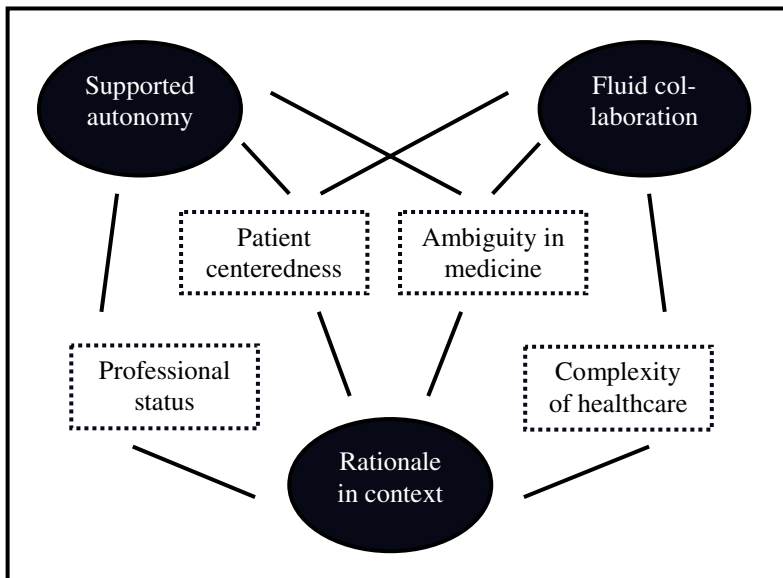 Supported
autonomy
Fluid col-
laboration
Patient
centeredness
Ambiguity in
medicine
Professional
status
Complexity
of healthcare
Rationale
in context